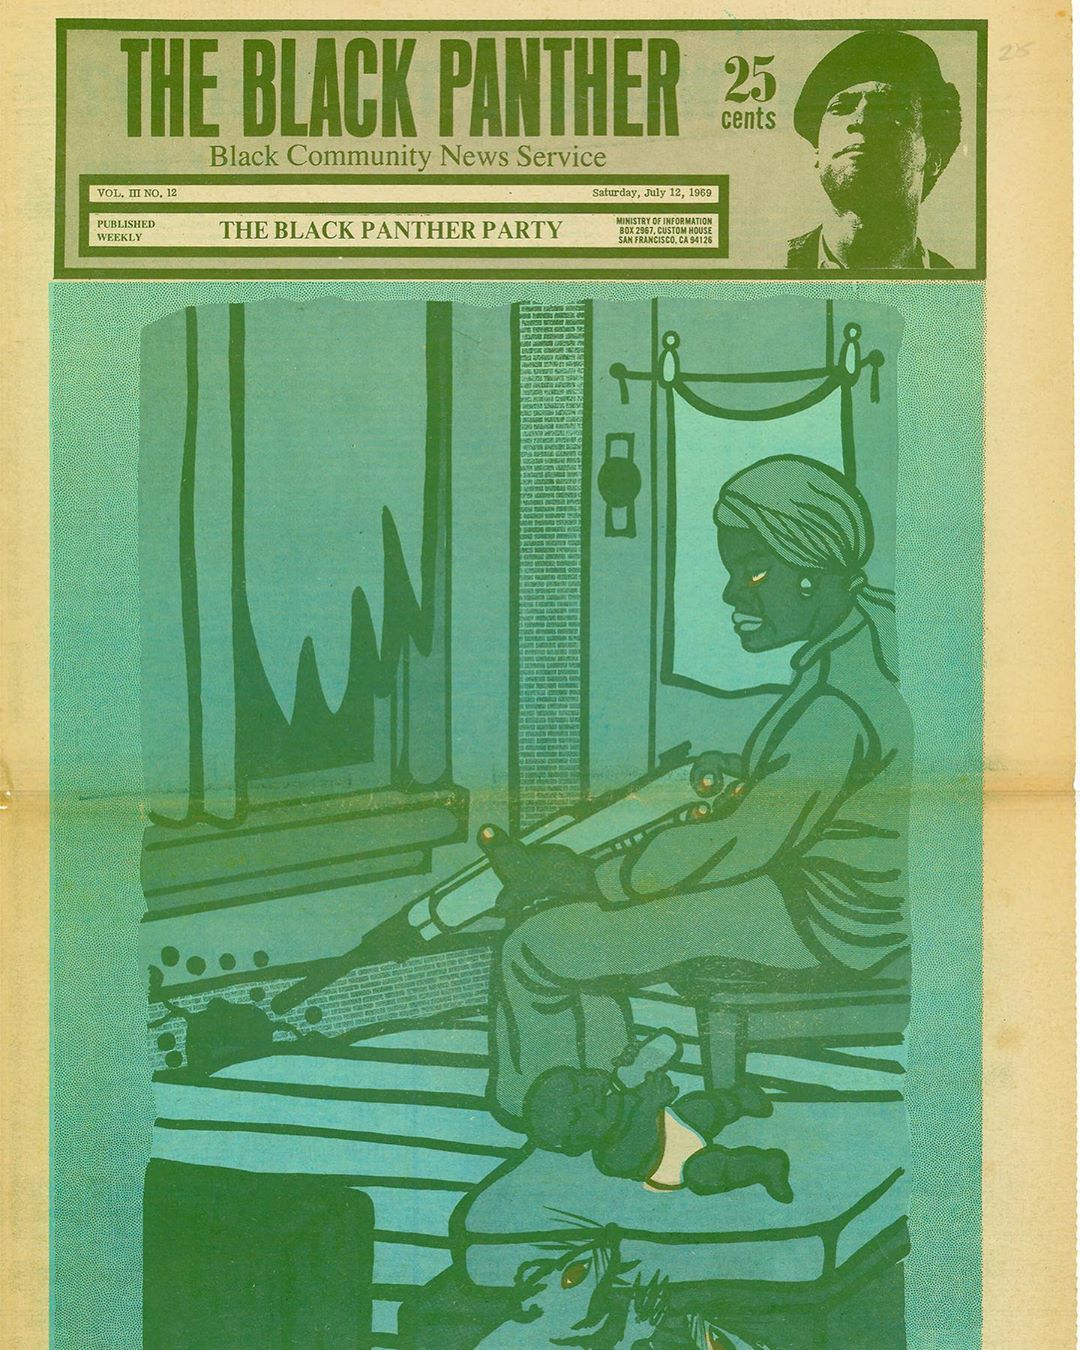 THE BLACK PANTHER
25 cents
Black Community News Service
VOL. III NO. 12
Saturday, July 12, 1969
PUBLISHED WEEKLY
THE BLACK PANTHER PARTY
MINISTRY OF INFORMATION
BOX 2967, CUSTOM HOUSE
SAN FRANCISCO, CA 94126
25